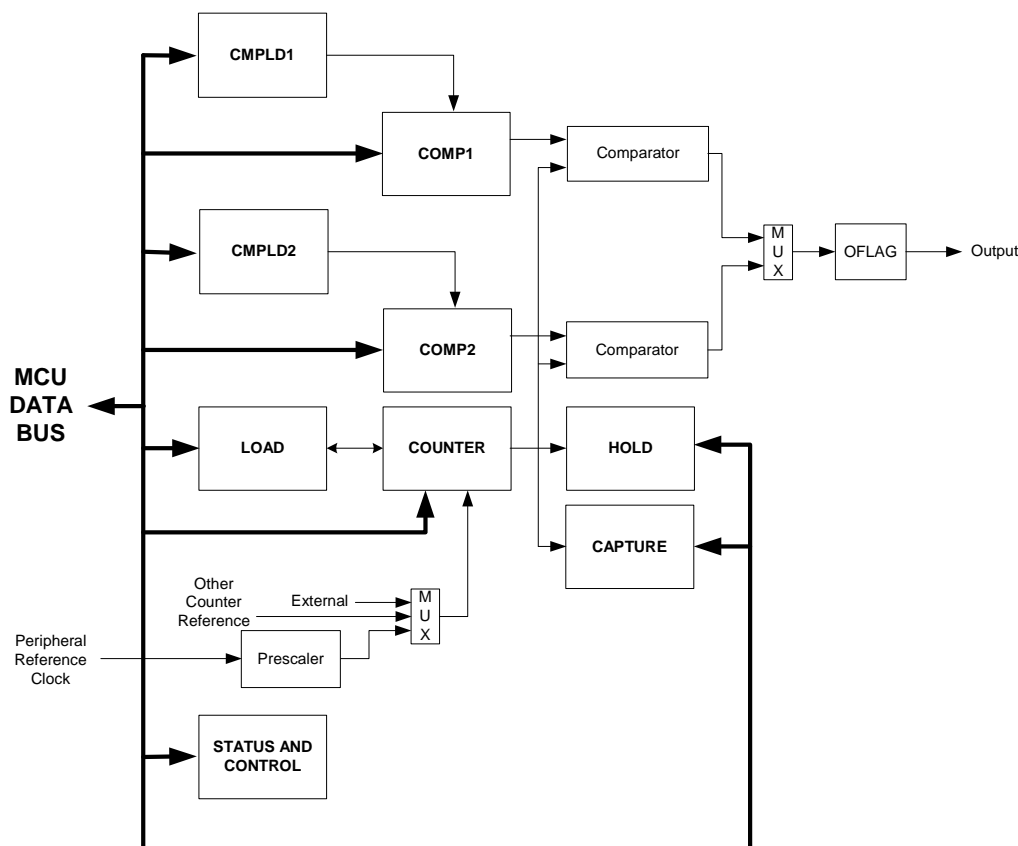 CMPLD1
COMP1
Comparator
CMPLD2
M
U
X
OFLAG
Output
COMP2
Comparator
MCU
DATA
BUS
LOAD
COUNTER
HOLD
CAPTURE
Other
Counter
Reference
External
M
U
X
Peripheral
Reference
Clock
Prescaler
STATUS AND
CONTROL